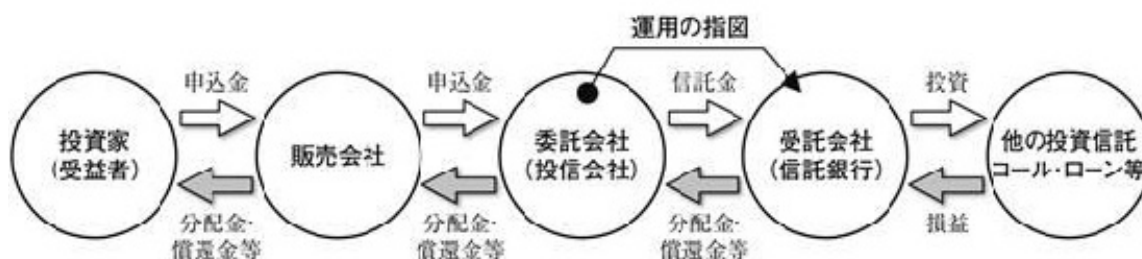 運用の指図
申込金
申込金
信託金
投資
投資家
(受益者)
販売会社
委託会社
(投信会社)
受託会社
(信託銀行)
他の投資信託
コール・ローン等
分配金・
償還金等
分配金・
償還金等
分配金・
償還金等
損益